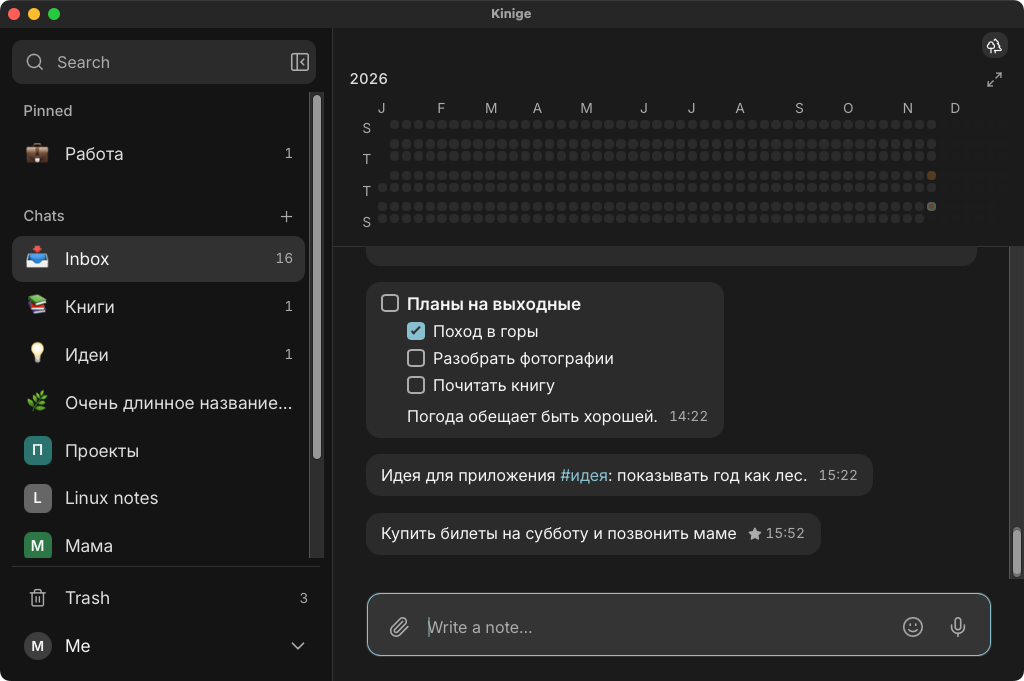 Kinige
Search
Pinned
Работа 1
Chats
Inbox 16
Книги 1
Идеи 1
Очень длинное название...
П Проекты
L Linux notes
M Мама
Trash 3
M Me
2026
J F M A M J J A S O N D
S
T
T
S
Планы на выходные
Поход в горы
Разобрать фотографии
Почитать книгу
Погода обещает быть хорошей. 14:22
Идея для приложения #идея: показывать год как лес. 15:22
Купить билеты на субботу и позвонить маме 15:52
Write a note...